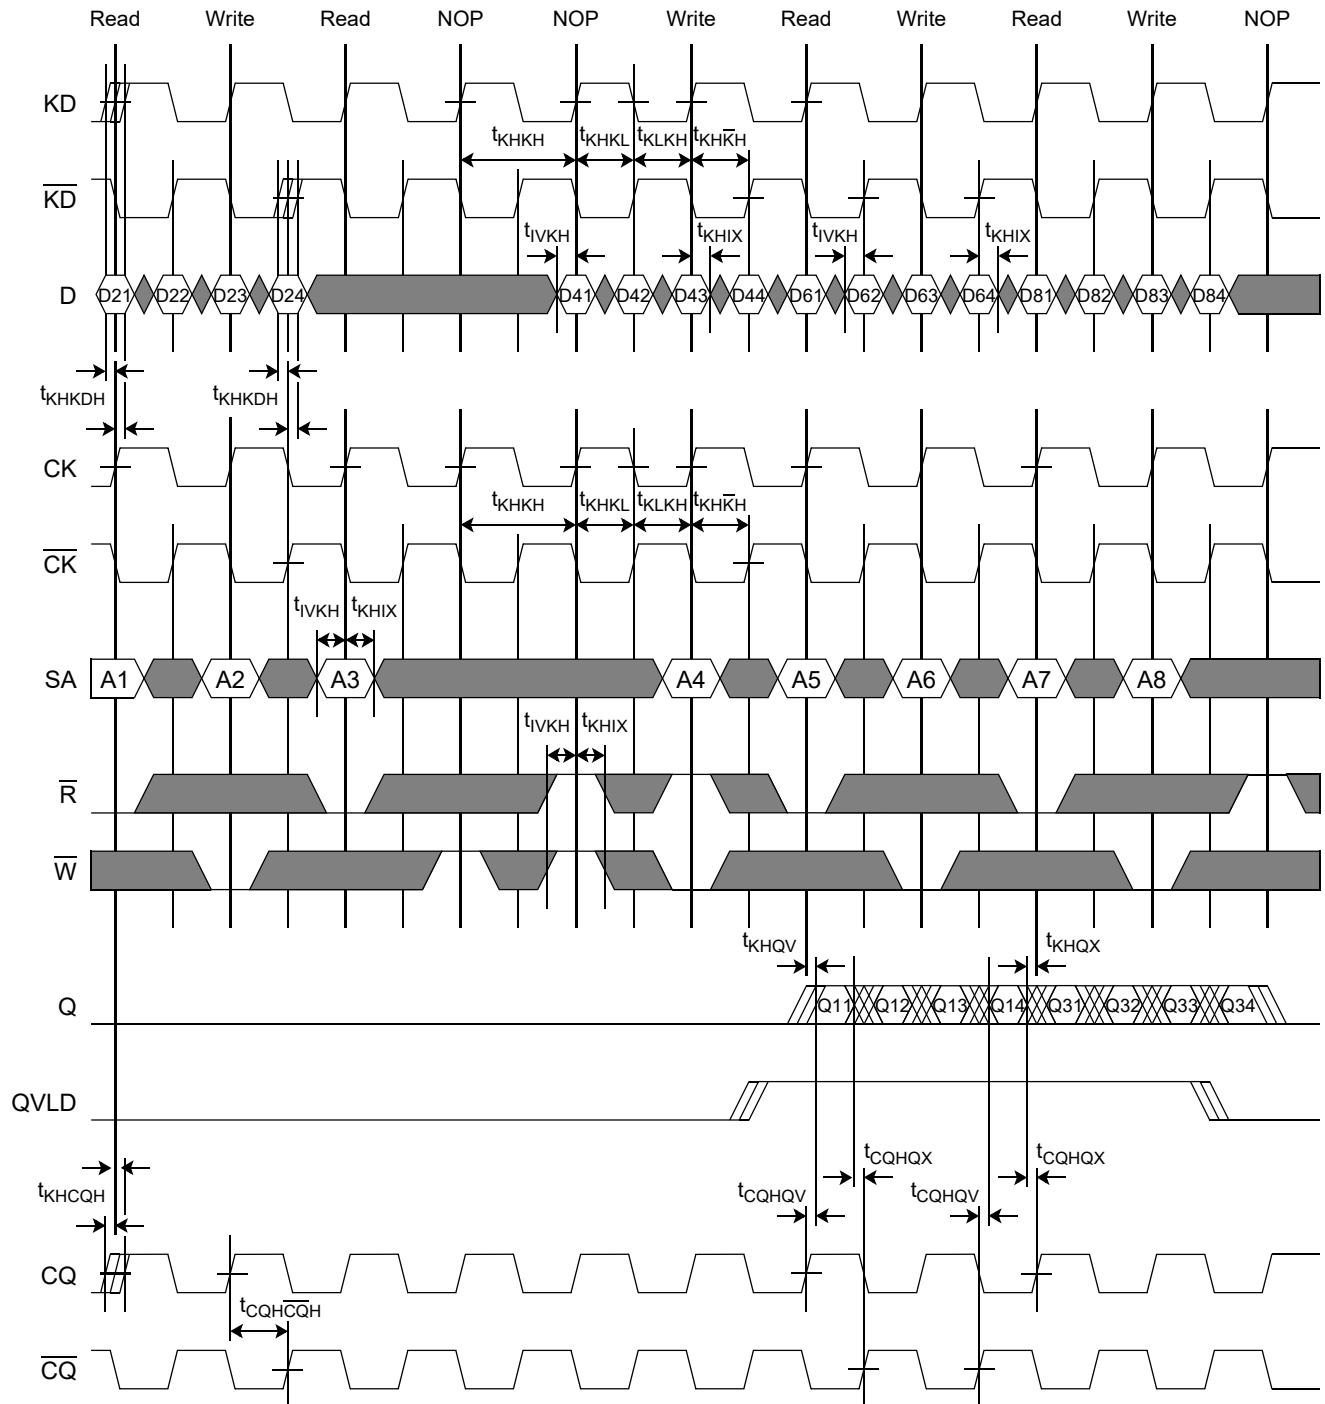 Read Write Read NOP NOP Write Read Write Read Write NOP
KD
tKHKH tKHKL tKLKH tKHK̅H
K̅D̅
tIVKH tKHIX tIVKH tKHIX
D D21 D22 D23 D24 D41 D42 D43 D44 D61 D62 D63 D64 D81 D82 D83 D84
tKHKDH tKHKDH
CK
tKHKH tKHKL tKLKH tKHK̅H
C̅K̅
tIVKH tKHIX
SA A1 A2 A3 A4 A5 A6 A7 A8
tIVKH tKHIX
R̅
W̅
tKHQV tKHQX
Q Q11 Q12 Q13 Q14 Q31 Q32 Q33 Q34
QVLD
tCQHQX tCQHQX
tKHCQH tCQHQV tCQHQV
CQ
tCQHC̅Q̅H
C̅Q̅